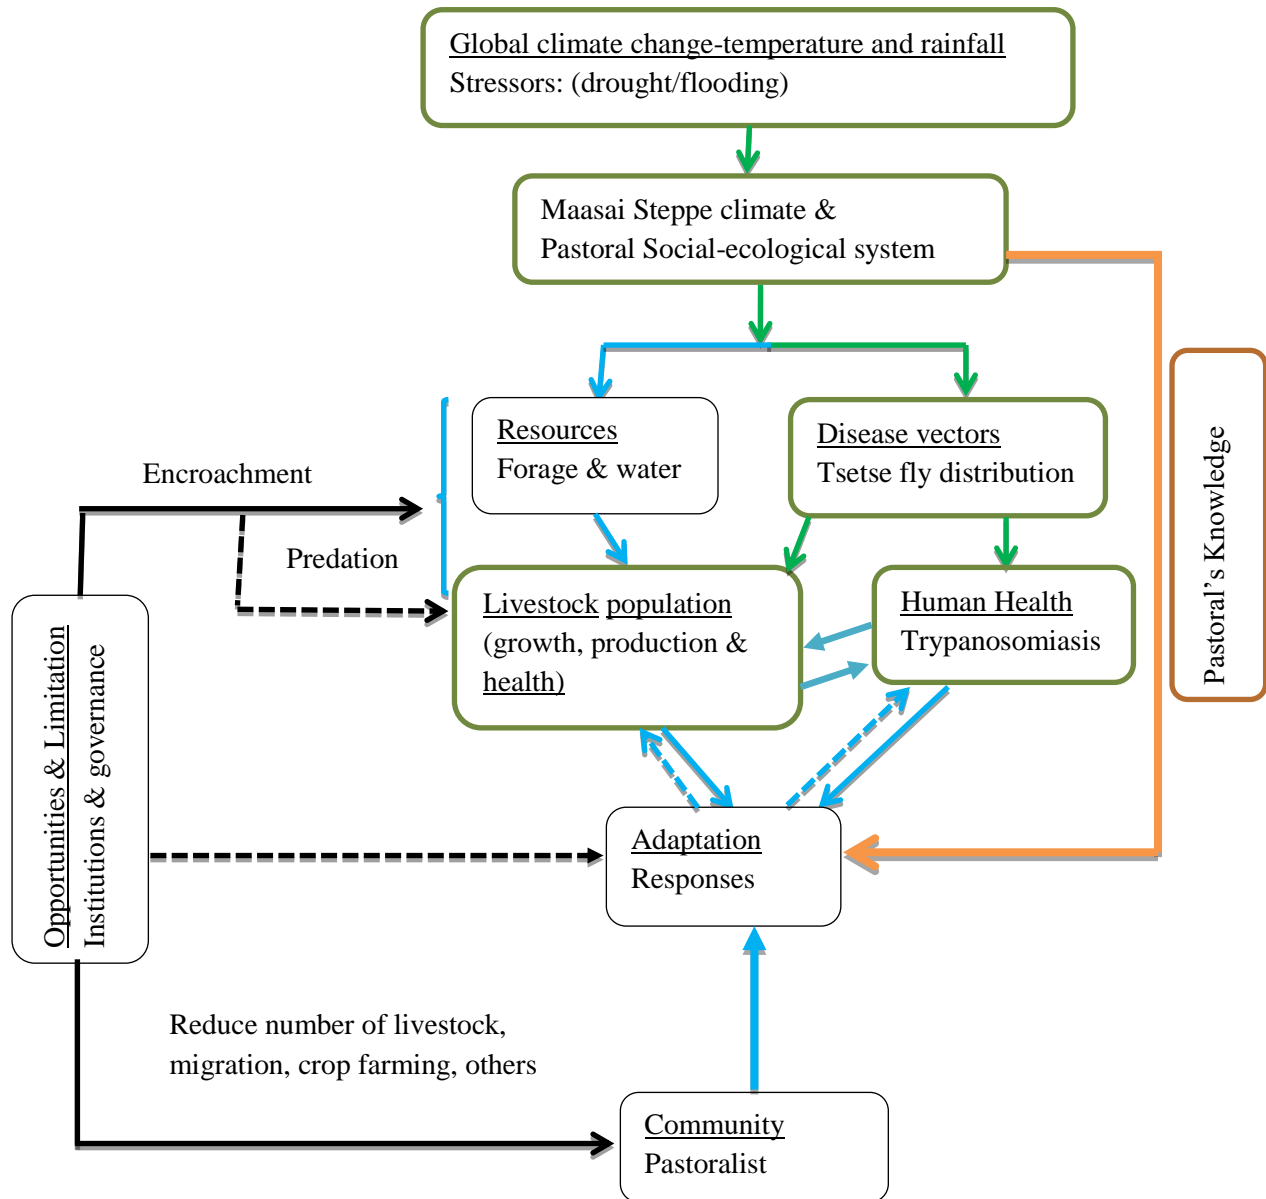 Global climate change-temperature and rainfall
Stressors: (drought/flooding)
Maasai Steppe climate &
Pastoral Social-ecological system
Resources
Forage & water
Disease vectors
Tsetse fly distribution
Pastoral’s Knowledge
Encroachment
Predation
Livestock population
(growth, production &
health)
Human Health
Trypanosomiasis
Opportunities & Limitation
Institutions & governance
Adaptation
Responses
Reduce number of livestock,
migration, crop farming, others
Community
Pastoralist